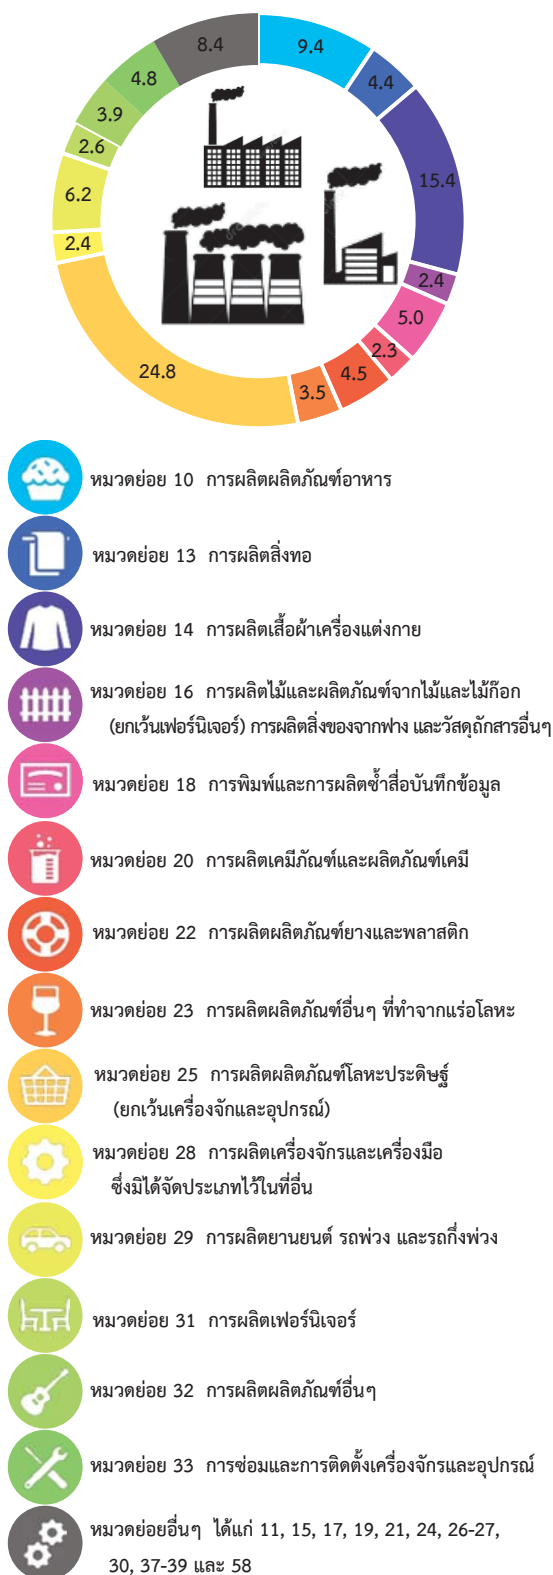 8.4
9.4
4.8
4.4
3.9
2.6
15.4
6.2
2.4
2.4
5.0
2.3
24.8
4.5
3.5
หมวดย่อย 10 การผลิตผลิตภัณฑ์อาหาร
หมวดย่อย 13 การผลิตสิ่งทอ
หมวดย่อย 14 การผลิตเสื้อผ้าเครื่องแต่งกาย
หมวดย่อย 16 การผลิตไม้และผลิตภัณฑ์จากไม้และไม้ก๊อก
(ยกเว้นเฟอร์นิเจอร์) การผลิตสิ่งของจากฟาง และวัสดุถักสารอื่นๆ
หมวดย่อย 18 การพิมพ์และการผลิตซ้ำสื่อบันทึกข้อมูล
หมวดย่อย 20 การผลิตเคมีภัณฑ์และผลิตภัณฑ์เคมี
หมวดย่อย 22 การผลิตผลิตภัณฑ์ยางและพลาสติก
หมวดย่อย 23 การผลิตผลิตภัณฑ์อื่นๆ ที่ทำจากแร่อโลหะ
หมวดย่อย 25 การผลิตผลิตภัณฑ์โลหะประดิษฐ์
(ยกเว้นเครื่องจักและอุปกรณ์)
หมวดย่อย 28 การผลิตเครื่องจักรและเครื่องมือ
ซึ่งมิได้จัดประเภทไว้ในที่อื่น
หมวดย่อย 29 การผลิตยานยนต์ รถพ่วง และรถกึ่งพ่วง
หมวดย่อย 31 การผลิตเฟอร์นิเจอร์
หมวดย่อย 32 การผลิตผลิตภัณฑ์อื่นๆ
หมวดย่อย 33 การซ่อมและการติดตั้งเครื่องจักรและอุปกรณ์
หมวดย่อยอื่นๆ ได้แก่ 11, 15, 17, 19, 21, 24, 26-27,
30, 37-39 และ 58